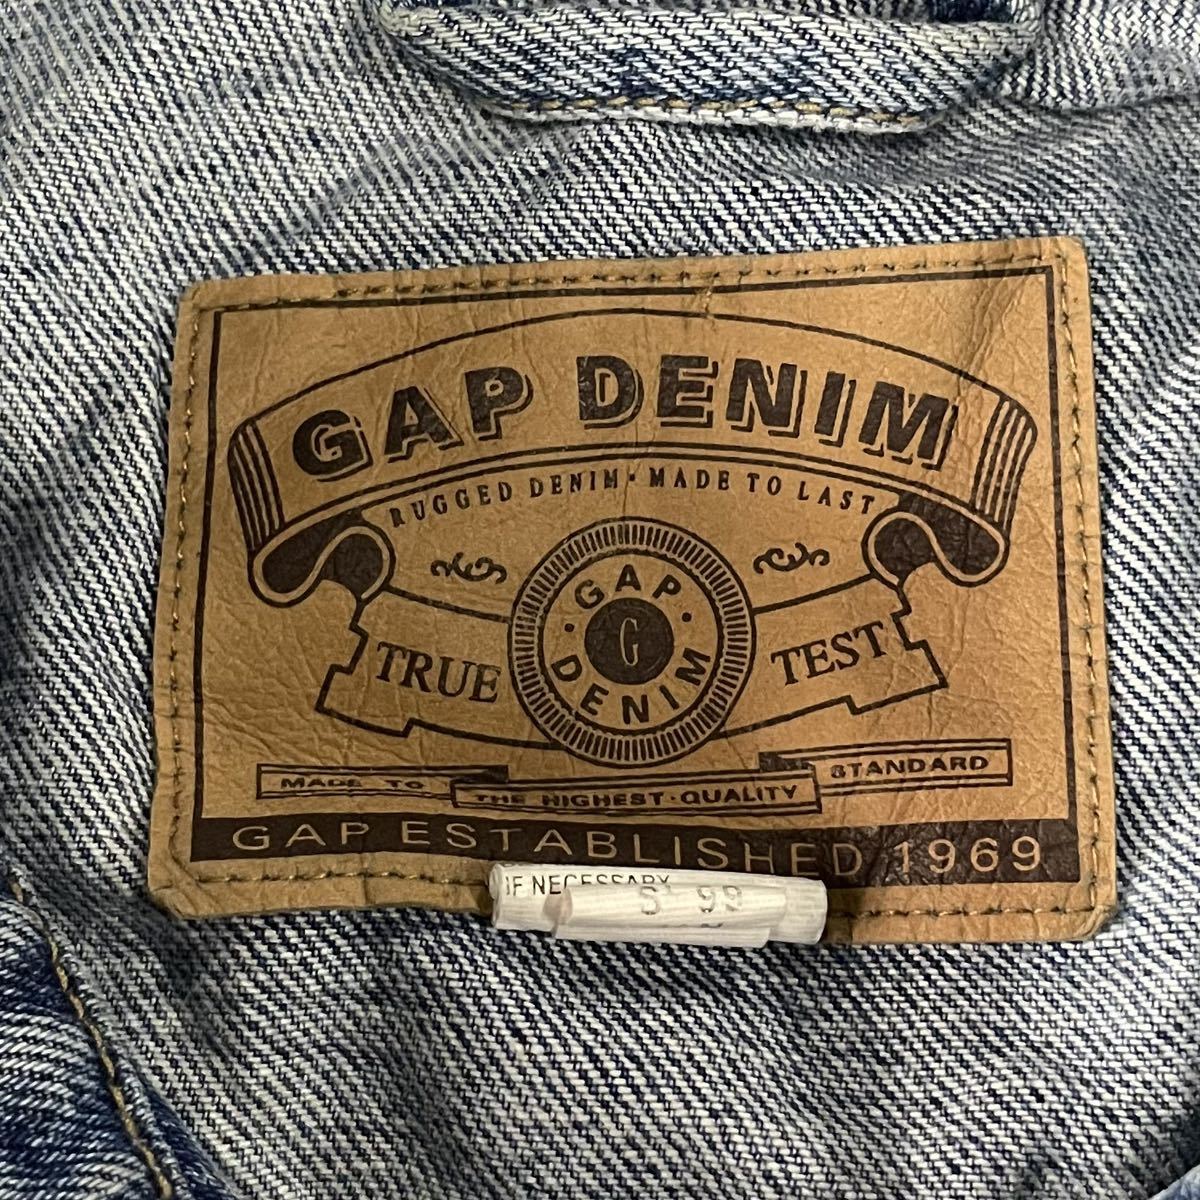 GAP DENIM
RUGGED DENIM · MADE TO LAST
TRUE TEST
· GAP ·
G
DENIM
MADE TO
THE HIGHEST · QUALITY
STANDARD
GAP ESTABLISHED 1969
IF NECESSARY
S' 99